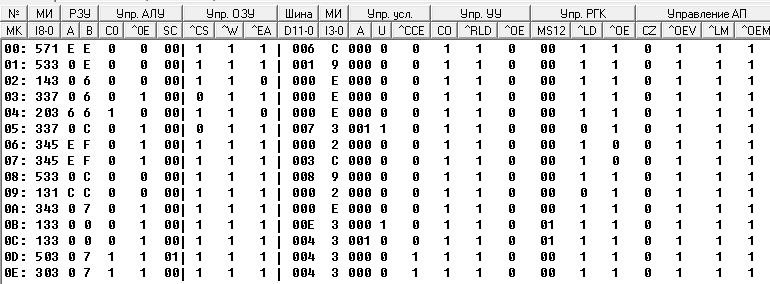 № МИ РЗУ Упр. АЛУ Упр. ОЗУ Шина МИ Упр. усл. Упр. УУ Упр. РГК Управление АП
МК I8-0 A B C0 ^OE SC ^CS ^W ^EA D11-0 I3-0 A U ^CCE CO ^RLD ^OE MS12 ^LD ^OE CZ ^OEV ^LM ^OEM
00: 571 E E 0 0 00 1 1 1 006 C 000 0 0 0 1 0 00 1 1 0 1 1 1
01: 533 0 E 0 0 00 1 1 1 001 9 000 0 0 0 1 0 00 1 1 0 1 1 1
02: 143 0 6 0 0 00 1 1 0 000 E 000 0 0 0 1 0 00 1 1 0 1 1 1
03: 337 0 6 0 1 00 0 1 1 000 E 000 0 0 0 1 0 00 1 1 0 1 1 1
04: 203 6 6 1 0 00 1 1 0 000 E 000 0 0 0 1 0 00 1 1 0 1 1 1
05: 337 0 C 0 1 00 0 1 1 007 3 001 1 0 0 1 0 00 0 1 0 1 1 1
06: 345 E F 0 1 00 1 1 1 000 2 000 0 0 0 1 0 00 1 0 0 1 1 1
07: 345 E F 0 1 00 1 1 1 003 C 000 0 0 0 1 0 00 1 0 0 1 1 1
08: 533 0 C 0 0 00 1 1 1 008 9 000 0 0 0 1 0 00 1 1 0 1 1 1
09: 131 C C 0 0 00 1 1 1 000 2 000 0 0 0 1 0 00 0 1 0 1 1 1
0A: 343 0 7 0 1 00 1 1 1 000 E 000 0 0 0 1 0 00 1 1 0 1 1 1
0B: 133 0 0 0 1 00 1 1 1 00E 3 000 1 0 0 1 0 01 1 1 0 1 1 1
0C: 133 0 0 0 1 00 1 1 1 004 3 001 0 0 0 1 0 01 1 1 0 1 1 1
0D: 503 0 7 1 1 01 1 1 1 004 3 000 0 1 0 1 0 00 1 1 0 1 1 1
0E: 303 0 7 1 1 00 1 1 1 004 3 000 0 1 0 1 0 00 1 1 0 1 1 1